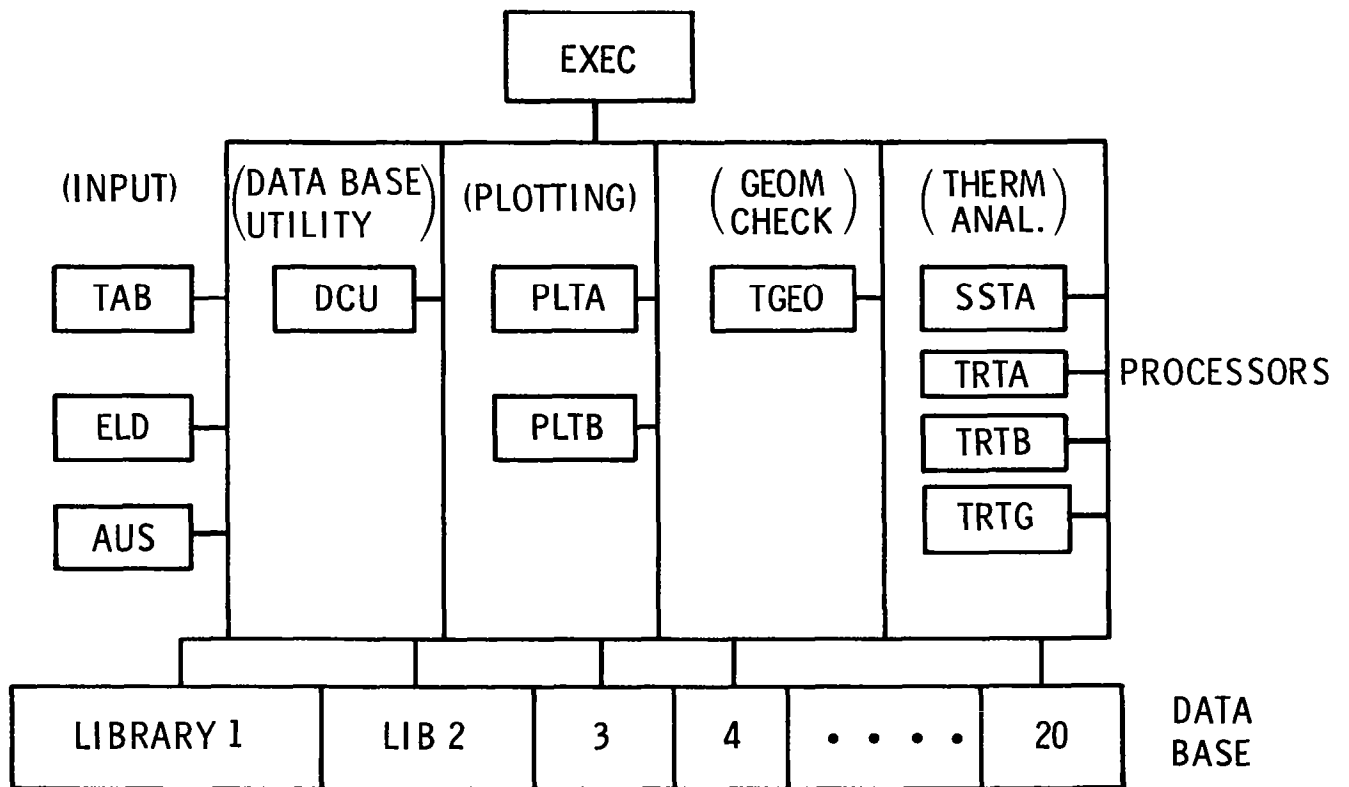 EXEC
(INPUT)
(DATA BASE
UTILITY)
(PLOTTING)
(GEOM
CHECK)
(THERM
ANAL.)
TAB
DCU
PLTA
TGEO
SSTA
TRTA
PROCESSORS
ELD
PLTB
TRTB
AUS
TRTG
LIBRARY 1
LIB 2
3
4
• • • •
20
DATA
BASE